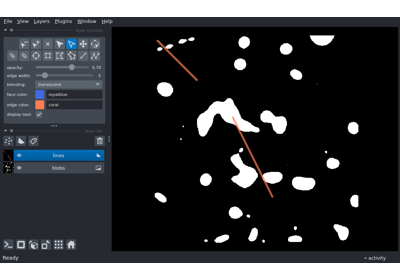 File View Layers Plugins Window Help
opacity: 0.70
edge width: 5
blending: translucent
face color: royalblue
edge color: coral
display text: ✓
lines
blobs
Ready
activity